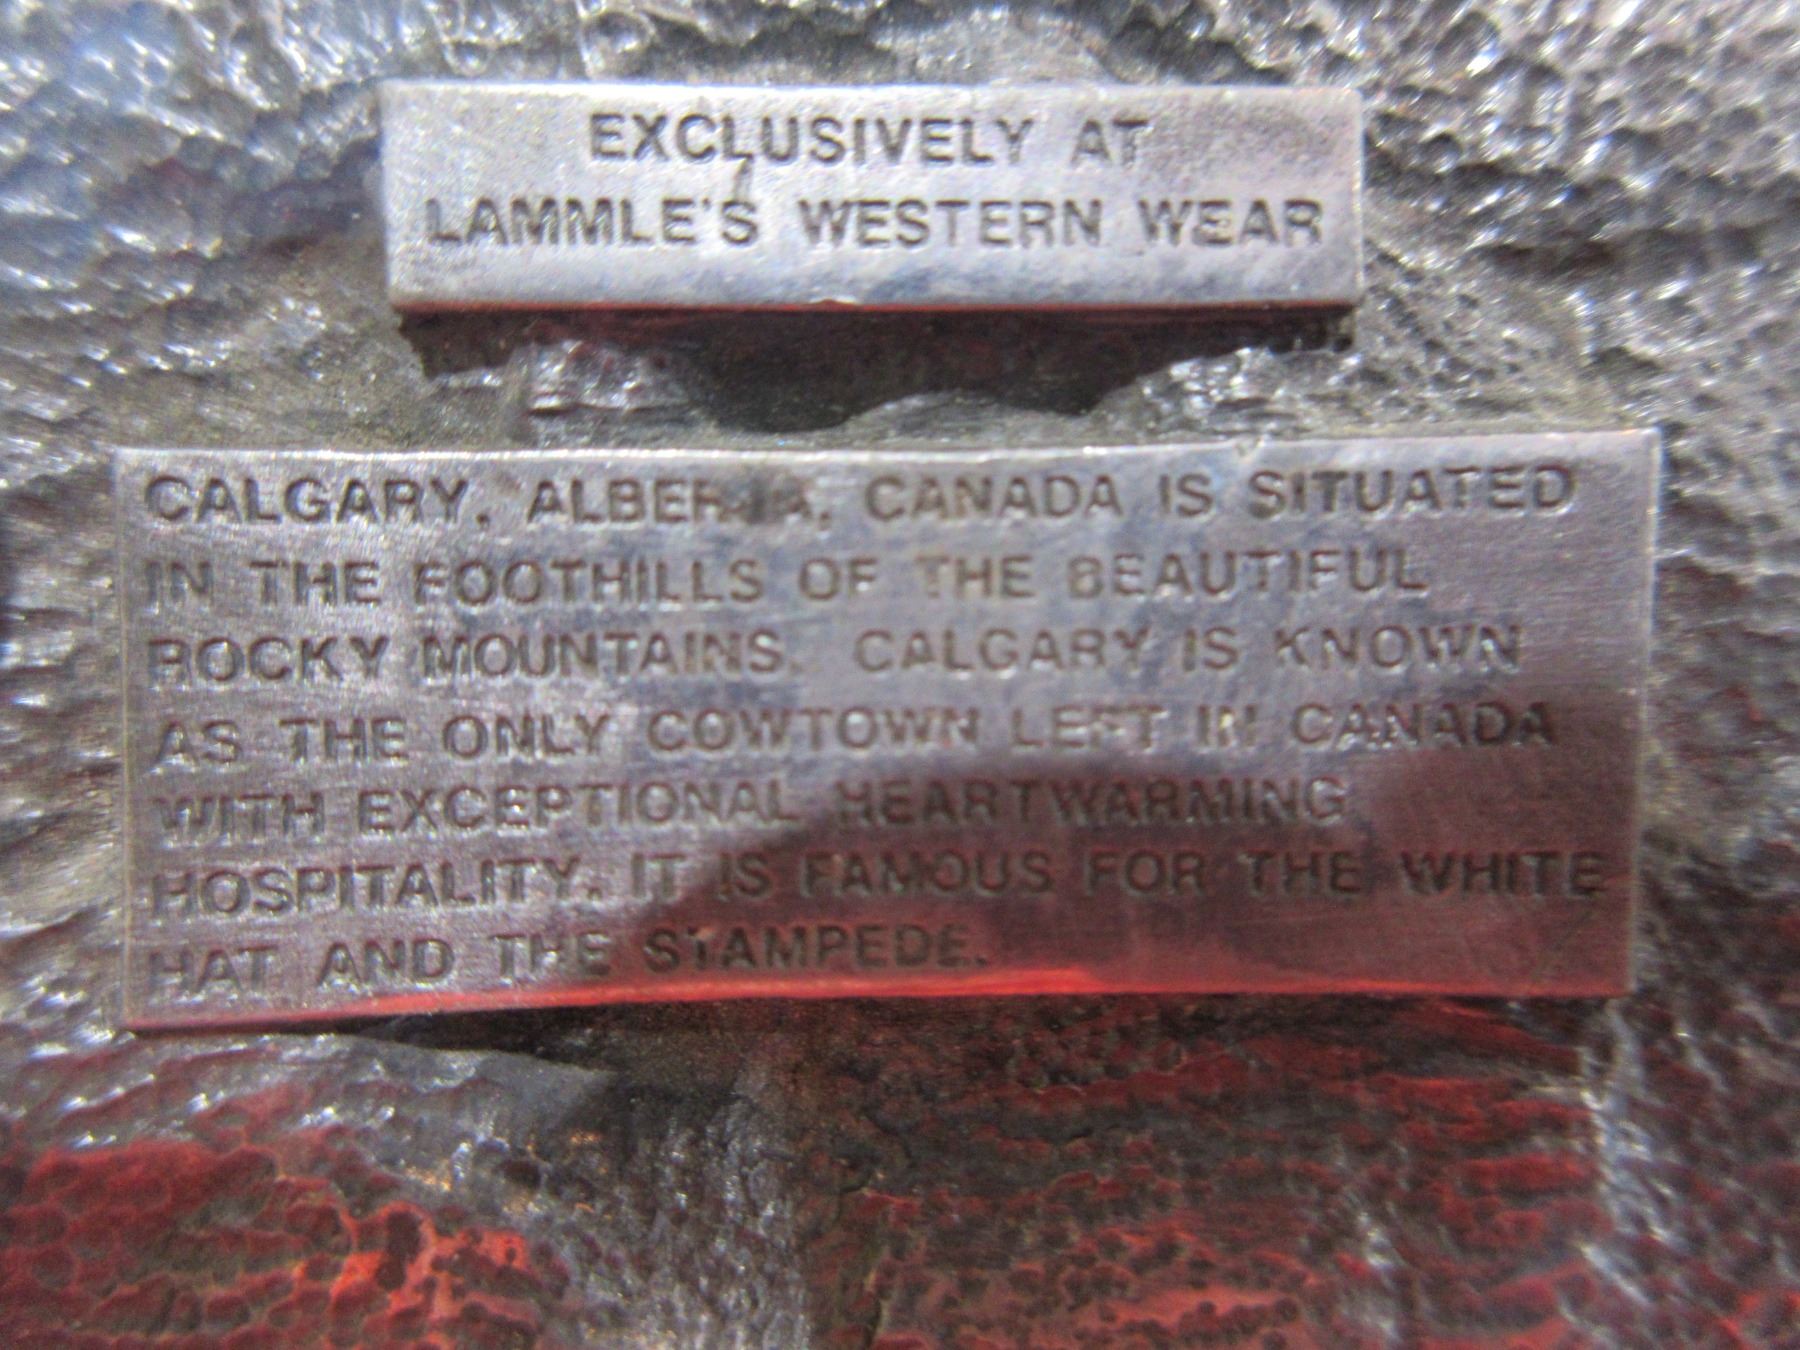 EXCLUSIVELY AT
LAMMLE'S WESTERN WEAR
CALGARY, ALBERTA, CANADA IS SITUATED
IN THE FOOTHILLS OF THE BEAUTIFUL
ROCKY MOUNTAINS. CALGARY IS KNOWN
AS THE ONLY COWTOWN LEFT IN CANADA
WITH EXCEPTIONAL HEARTWARMING
HOSPITALITY. IT IS FAMOUS FOR THE WHITE
HAT AND THE STAMPEDE.